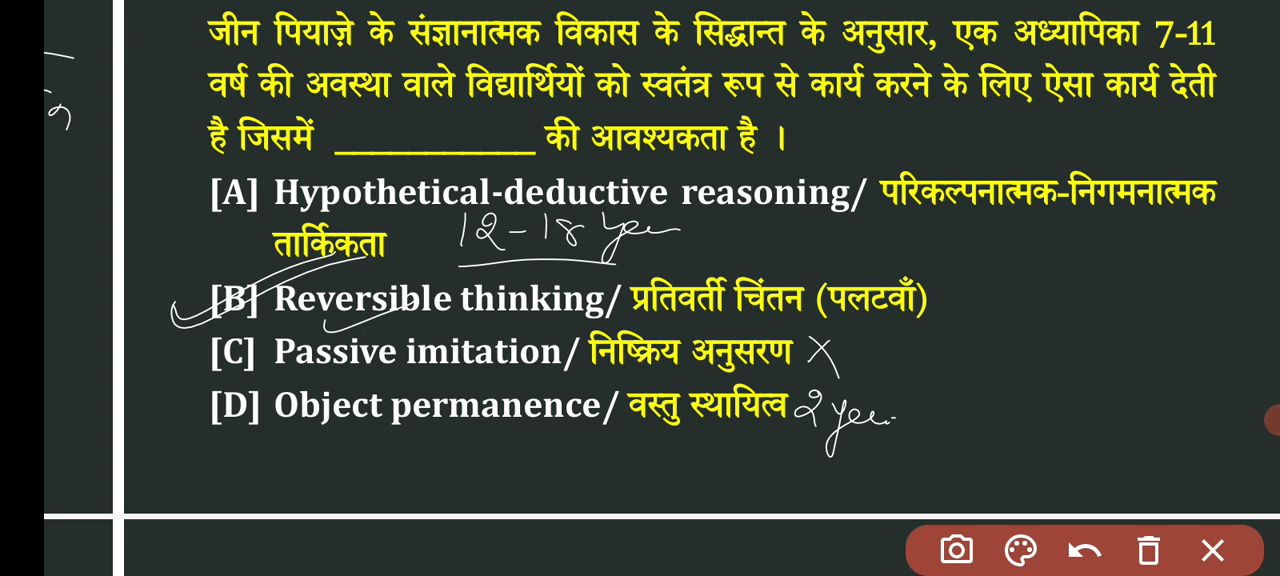 जीन पियाज़े के संज्ञानात्मक विकास के सिद्धान्त के अनुसार, एक अध्यापिका 7-11
वर्ष की अवस्था वाले विद्यार्थियों को स्वतंत्र रूप से कार्य करने के लिए ऐसा कार्य देती
है जिसमें ___________ की आवश्यकता है ।
[A] Hypothetical-deductive reasoning/ परिकल्पनात्मक-निगमनात्मक
तार्किकता 12-18 year
[B] Reversible thinking/ प्रतिवर्ती चिंतन (पलटवाँ)
[C] Passive imitation/ निष्क्रिय अनुसरण
[D] Object permanence/ वस्तु स्थायित्व 2 year